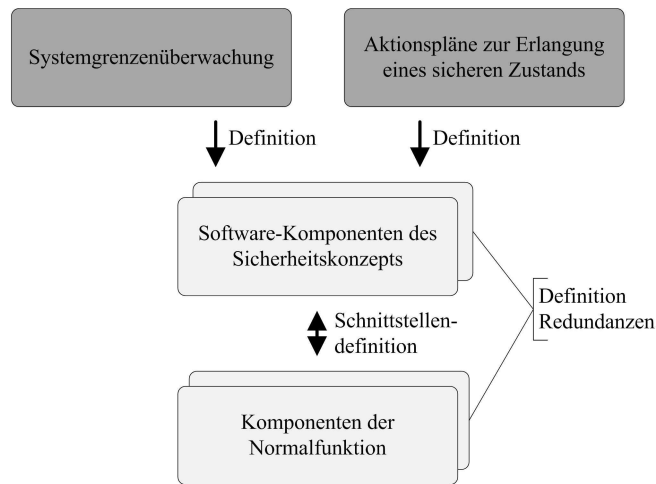 Systemgrenzenüberwachung
Aktionspläne zur Erlangung
eines sicheren Zustands
Definition
Definition
Software-Komponenten des
Sicherheitskonzepts
Schnittstellen-
definition
Definition
Redundanzen
Komponenten der
Normalfunktion